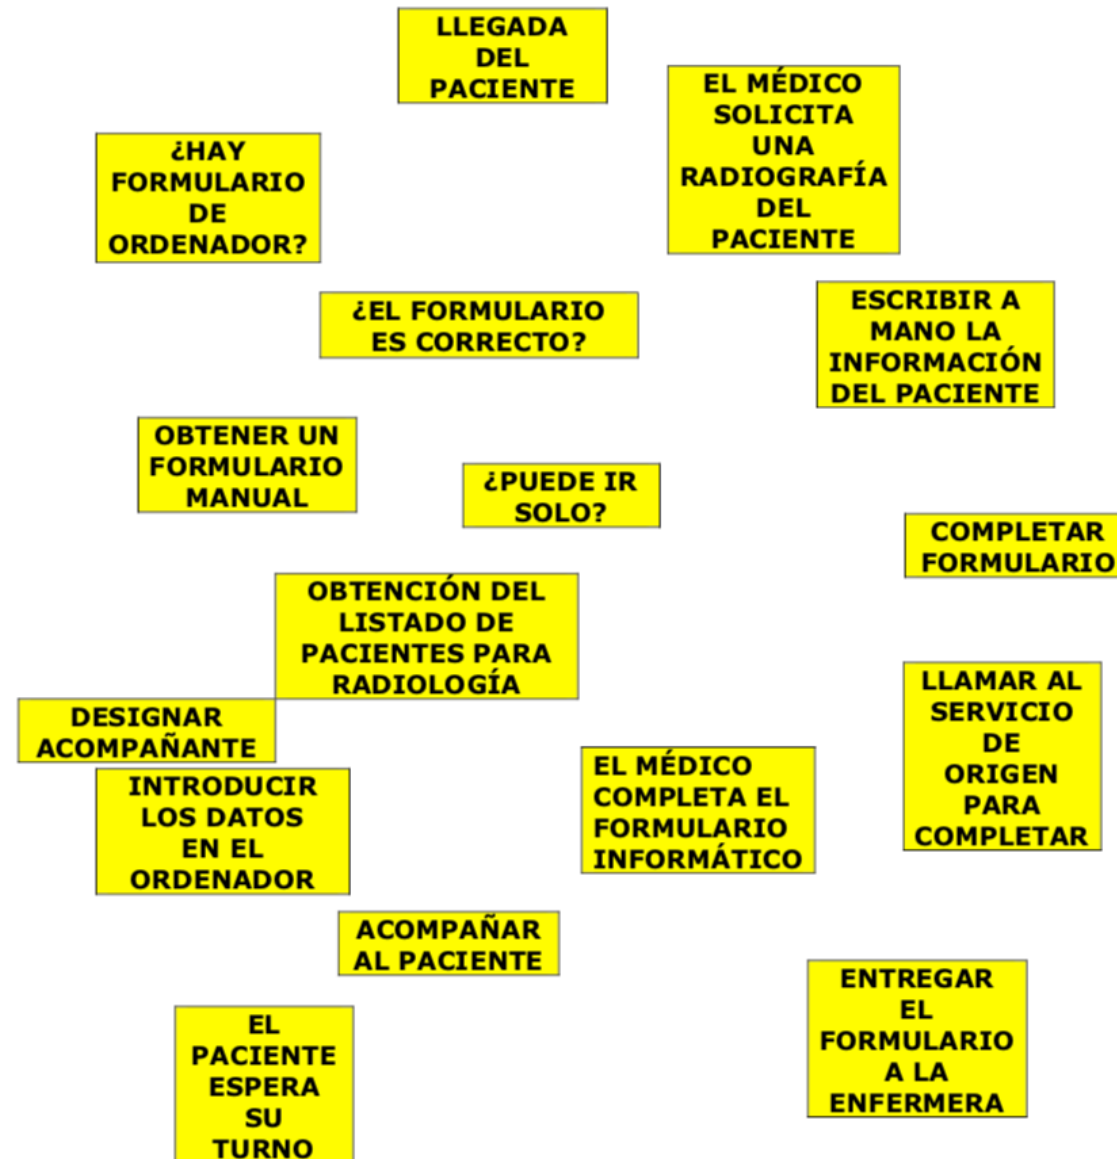 LLEGADA
DEL
PACIENTE
EL MÉDICO
SOLICITA
UNA
RADIOGRAFÍA
DEL
PACIENTE
¿HAY
FORMULARIO
DE
ORDENADOR?
¿EL FORMULARIO
ES CORRECTO?
ESCRIBIR A
MANO LA
INFORMACIÓN
DEL PACIENTE
OBTENER UN
FORMULARIO
MANUAL
¿PUEDE IR
SOLO?
COMPLETAR
FORMULARIO
OBTENCIÓN DEL
LISTADO DE
PACIENTES PARA
RADIOLOGÍA
LLAMAR AL
SERVICIO
DE
ORIGEN
PARA
COMPLETAR
DESIGNAR
ACOMPAÑANTE
EL MÉDICO
COMPLETA EL
FORMULARIO
INFORMÁTICO
INTRODUCIR
LOS DATOS
EN EL
ORDENADOR
ACOMPAÑAR
AL PACIENTE
ENTREGAR
EL
FORMULARIO
A LA
ENFERMERA
EL
PACIENTE
ESPERA
SU
TURNO